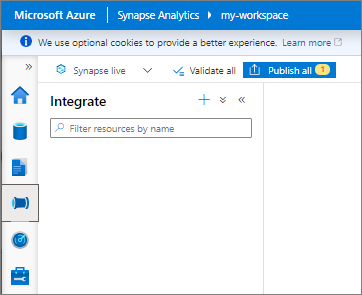 Microsoft Azure Synapse Analytics my-workspace
We use optional cookies to provide a better experience. Learn more
Synapse live Validate all Publish all 1
Integrate
Filter resources by name